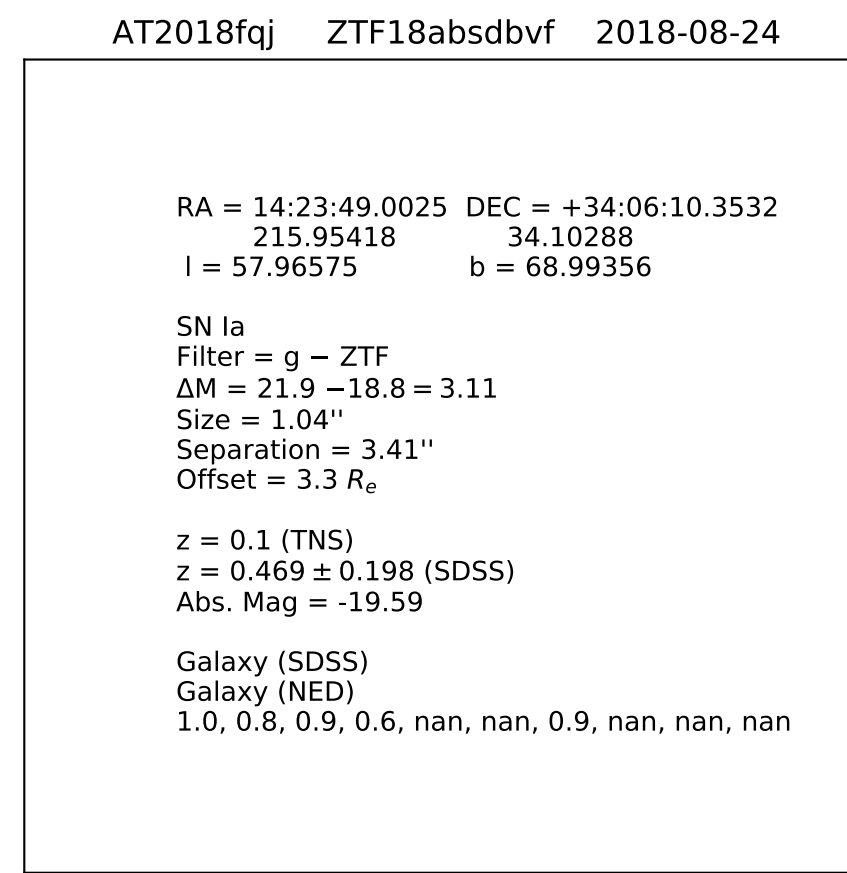 AT2018fqj ZTF18absdbvf 2018-08-24
RA = 14:23:49.0025 DEC = +34:06:10.3532
215.95418 34.10288
l = 57.96575 b = 68.99356
SN Ia
Filter = g − ZTF
ΔM = 21.9 −18.8 = 3.11
Size = 1.04''
Separation = 3.41''
Offset = 3.3 Re
z = 0.1 (TNS)
z = 0.469 ± 0.198 (SDSS)
Abs. Mag = -19.59
Galaxy (SDSS)
Galaxy (NED)
1.0, 0.8, 0.9, 0.6, nan, nan, 0.9, nan, nan, nan